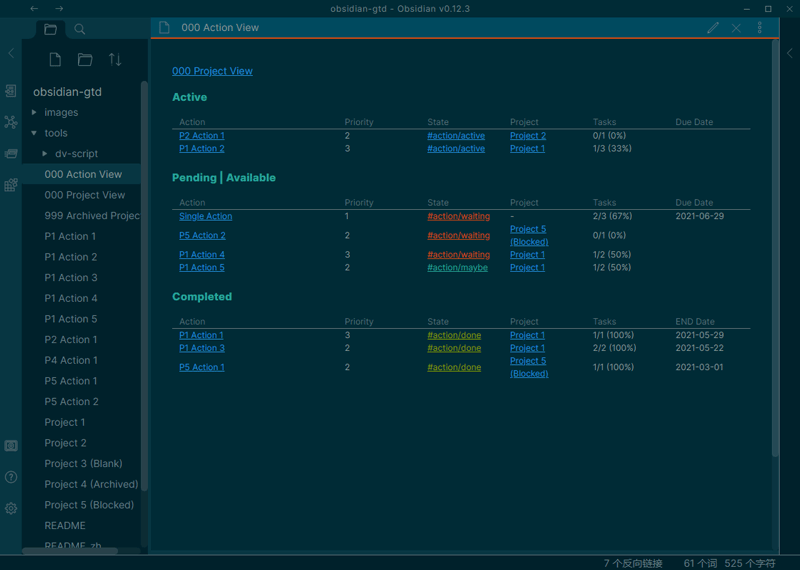 obsidian-gtd - Obsidian v0.12.3
000 Action View
obsidian-gtd
images
tools
dv-script
000 Action View
000 Project View
999 Archived Projec
P1 Action 1
P1 Action 2
P1 Action 3
P1 Action 4
P1 Action 5
P2 Action 1
P4 Action 1
P5 Action 1
P5 Action 2
Project 1
Project 2
Project 3 (Blank)
Project 4 (Archived)
Project 5 (Blocked)
README
README_zh
000 Project View
Active
Action Priority State Project Tasks Due Date
P2 Action 1 2 #action/active Project 2 0/1 (0%)
P1 Action 2 3 #action/active Project 1 1/3 (33%)
Pending | Available
Action Priority State Project Tasks Due Date
Single Action 1 #action/waiting - 2/3 (67%) 2021-06-29
P5 Action 2 2 #action/waiting Project 5 (Blocked) 0/1 (0%)
P1 Action 4 3 #action/waiting Project 1 1/2 (50%)
P1 Action 5 2 #action/maybe Project 1 1/2 (50%)
Completed
Action Priority State Project Tasks END Date
P1 Action 1 3 #action/done Project 1 1/1 (100%) 2021-05-29
P1 Action 3 2 #action/done Project 1 2/2 (100%) 2021-05-22
P5 Action 1 2 #action/done Project 5 (Blocked) 1/1 (100%) 2021-03-01
7 个反向链接 61 个词 525 个字符